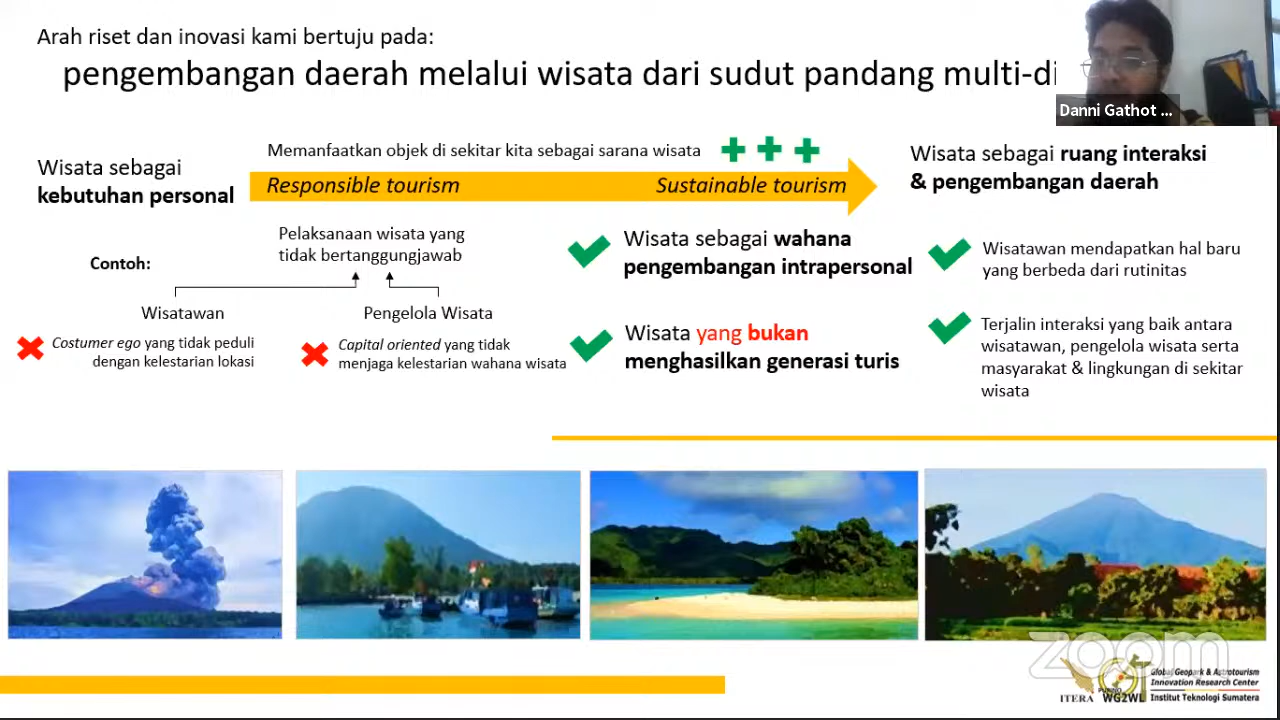 Arah riset dan inovasi kami bertuju pada:
pengembangan daerah melalui wisata dari sudut pandang multi-di
Danni Gathot ...
Wisata sebagai
kebutuhan personal
Memanfaatkan objek di sekitar kita sebagai sarana wisata
Responsible tourism
Sustainable tourism
Wisata sebagai ruang interaksi
& pengembangan daerah
Contoh:
Pelaksanaan wisata yang
tidak bertanggungjawab
Wisatawan
Costumer ego yang tidak peduli
dengan kelestarian lokasi
Pengelola Wisata
Capital oriented yang tidak
menjaga kelestarian wahana wisata
Wisata sebagai wahana
pengembangan intrapersonal
Wisata yang bukan
menghasilkan generasi turis
Wisatawan mendapatkan hal baru
yang berbeda dari rutinitas
Terjalin interaksi yang baik antara
wisatawan, pengelola wisata serta
masyarakat & lingkungan di sekitar
wisata
zoom
ITERA
WG2WL
Global Geopark & Astrotourism
Innovation Research Center
Institut Teknologi Sumatera